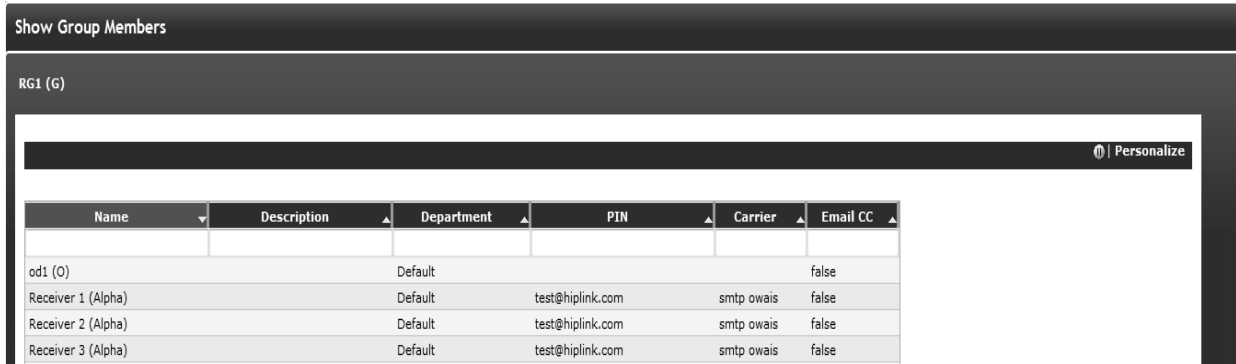 Show Group Members
RG1 (G)
| Personalize
Name Description Department PIN Carrier Email CC
od1 (O) Default false
Receiver 1 (Alpha) Default test@hiplink.com smtp owais false
Receiver 2 (Alpha) Default test@hiplink.com smtp owais false
Receiver 3 (Alpha) Default test@hiplink.com smtp owais false